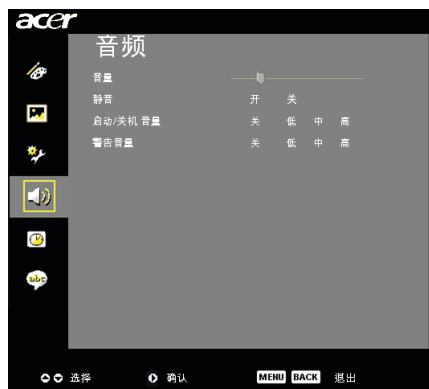 acer
音频
音量
静音 开 关
启动/关机 音量 关 低 中 高
警告音量 关 低 中 高
abc
选择 确认 MENU BACK 退出